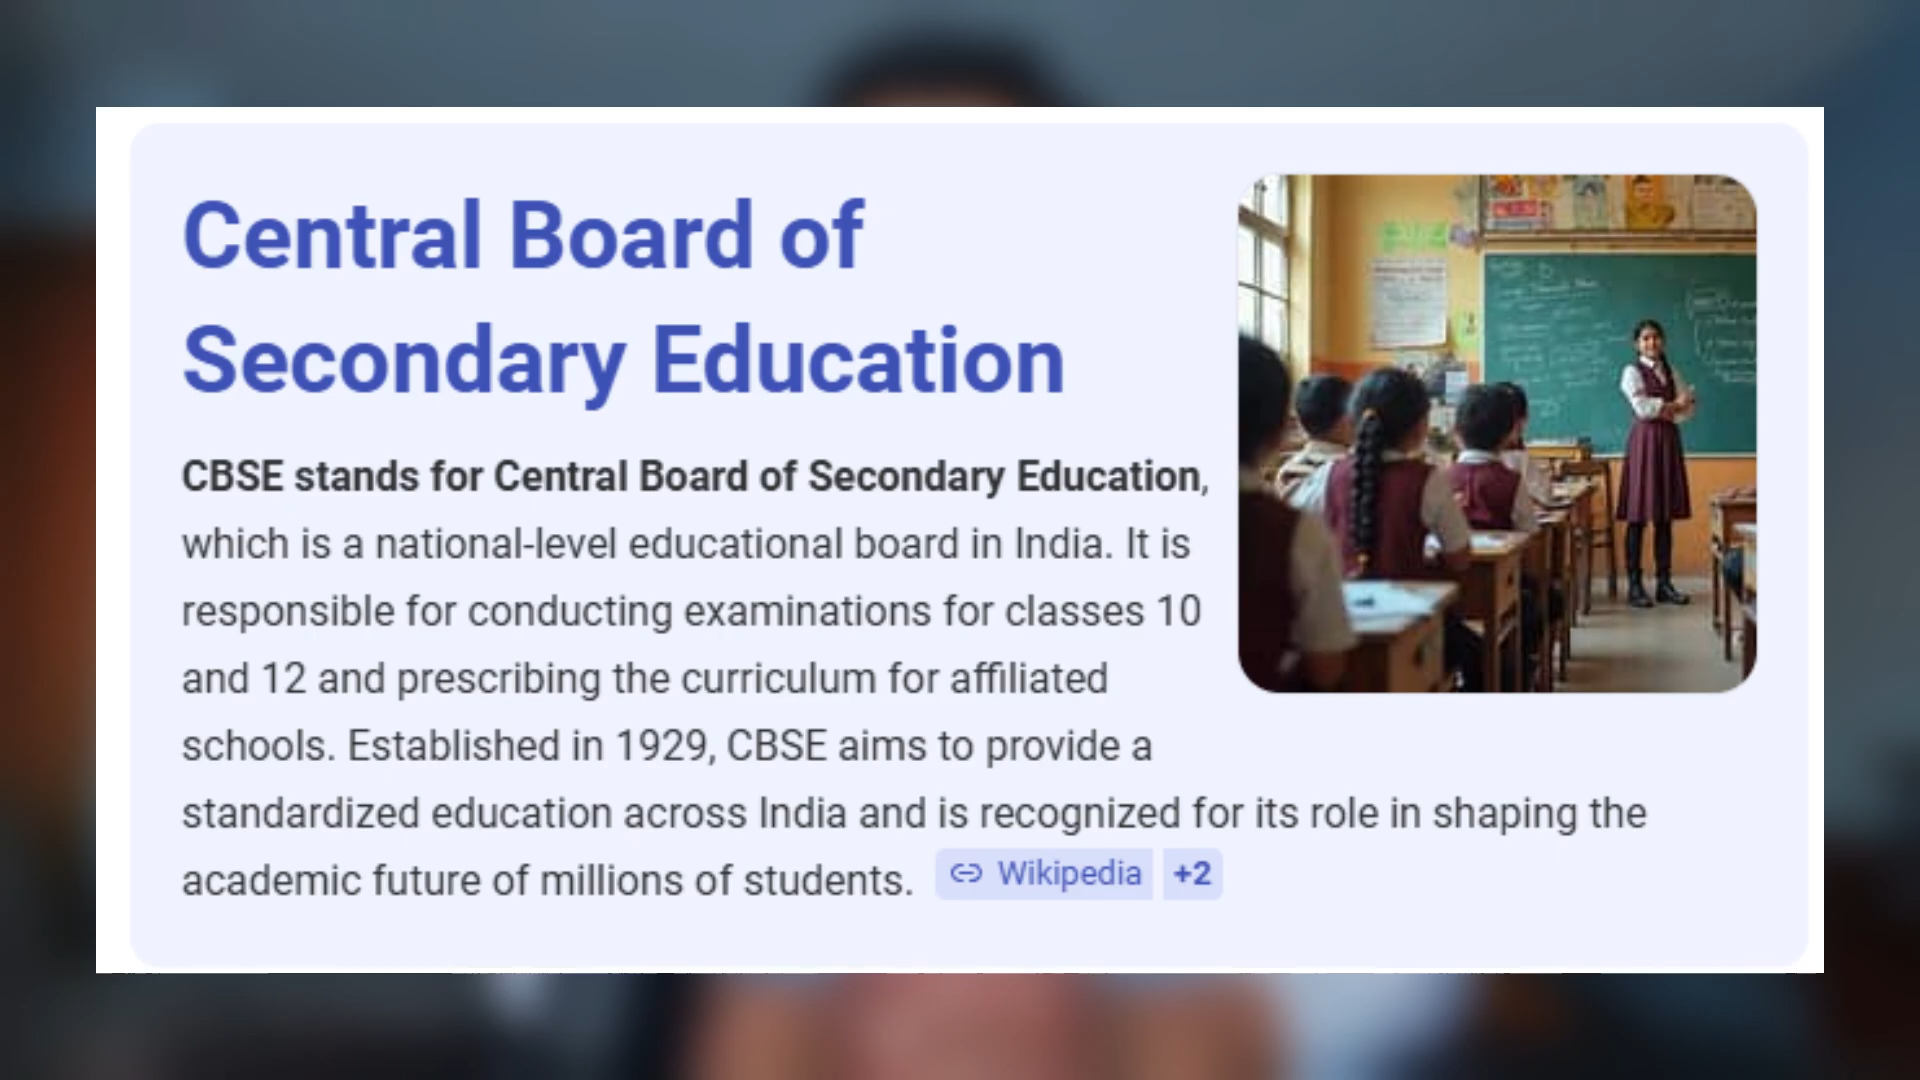 Central Board of
Secondary Education
CBSE stands for Central Board of Secondary Education,
which is a national-level educational board in India. It is
responsible for conducting examinations for classes 10
and 12 and prescribing the curriculum for affiliated
schools. Established in 1929, CBSE aims to provide a
standardized education across India and is recognized for its role in shaping the
academic future of millions of students. Wikipedia +2